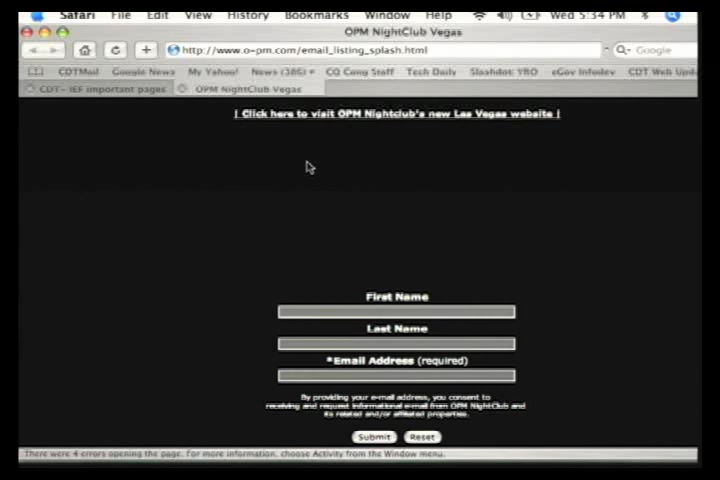 Safari File Edit View History Bookmarks Window Help Wed 5:34 PM
OPM NightClub Vegas
http://www.o-pm.com/email_listing_splash.html Google
CDTMail Google News My Yahoo! News (386) CQ Cong Staff Tech Daily Slashdot: YRO eGov Infodev CDT Web Upda
CDT- IEF important pages OPM NightClub Vegas
| Click here to visit OPM Nightclub's new Las Vegas website |
First Name
Last Name
*Email Address (required)
By providing your e-mail address, you consent to
receiving and request informational e-mail from OPM NightClub and
its related and/or affiliated properties.
Submit Reset
There were 4 errors opening the page. For more information, choose Activity from the Window menu.